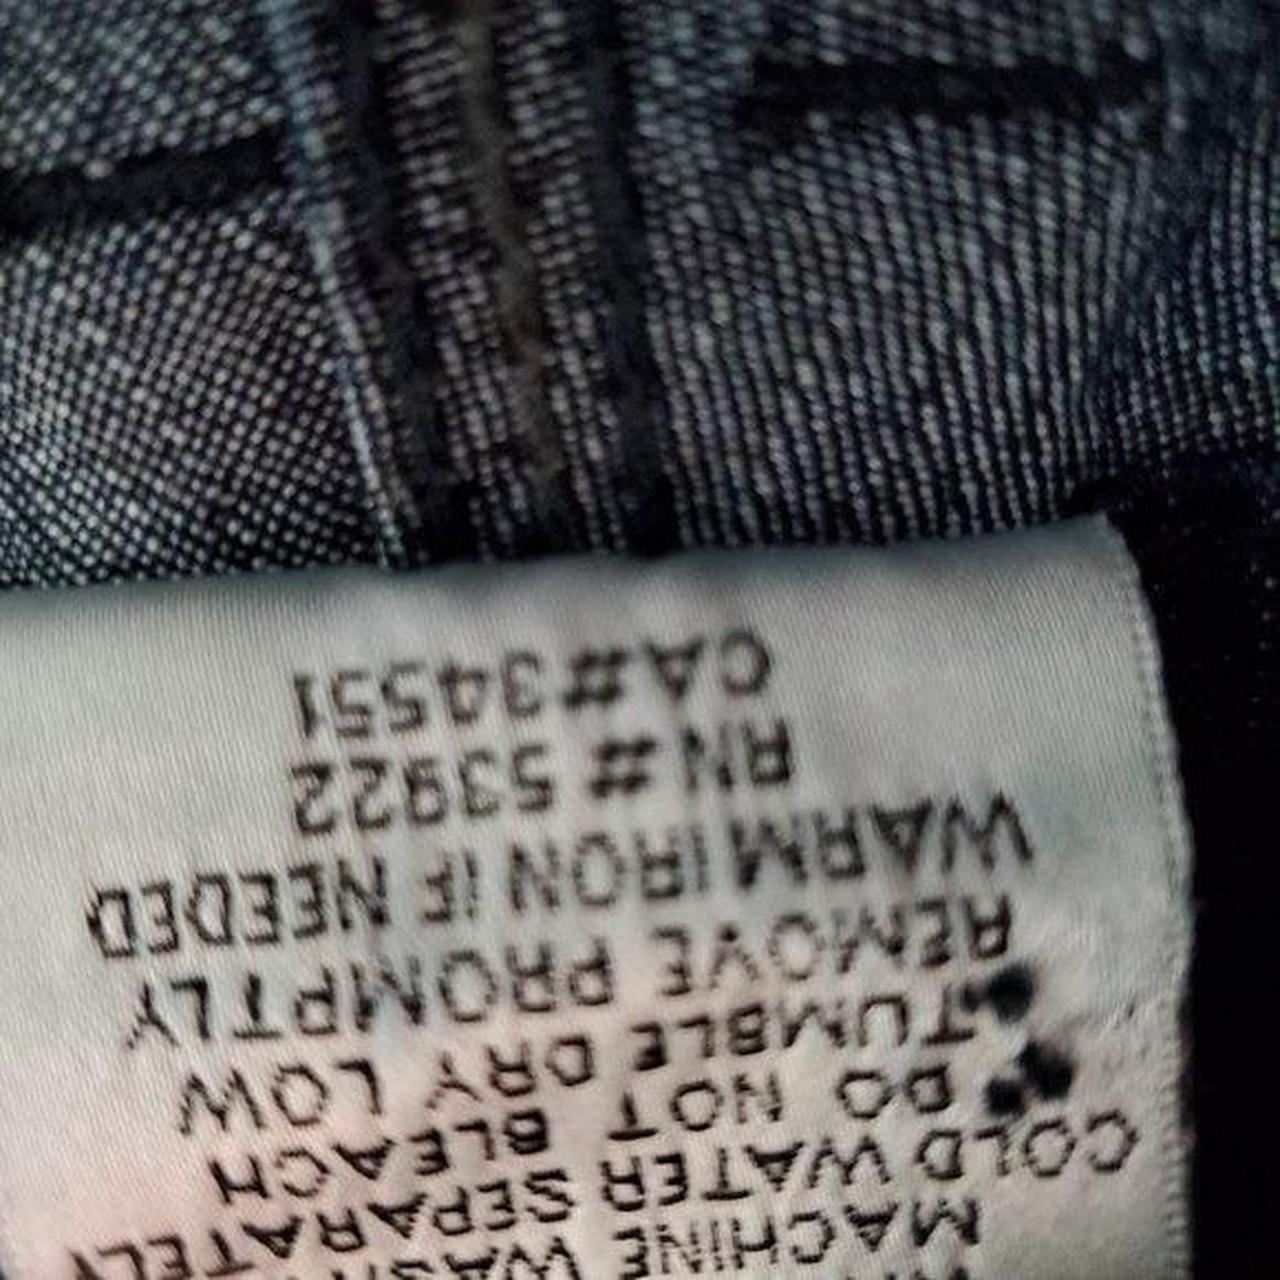 MACHINE WASH
COLD WATER SEPARATELY
DO NOT BLEACH
TUMBLE DRY LOW
REMOVE PROMPTLY
WARM IRON IF NEEDED
RN # 53922
CA#34551